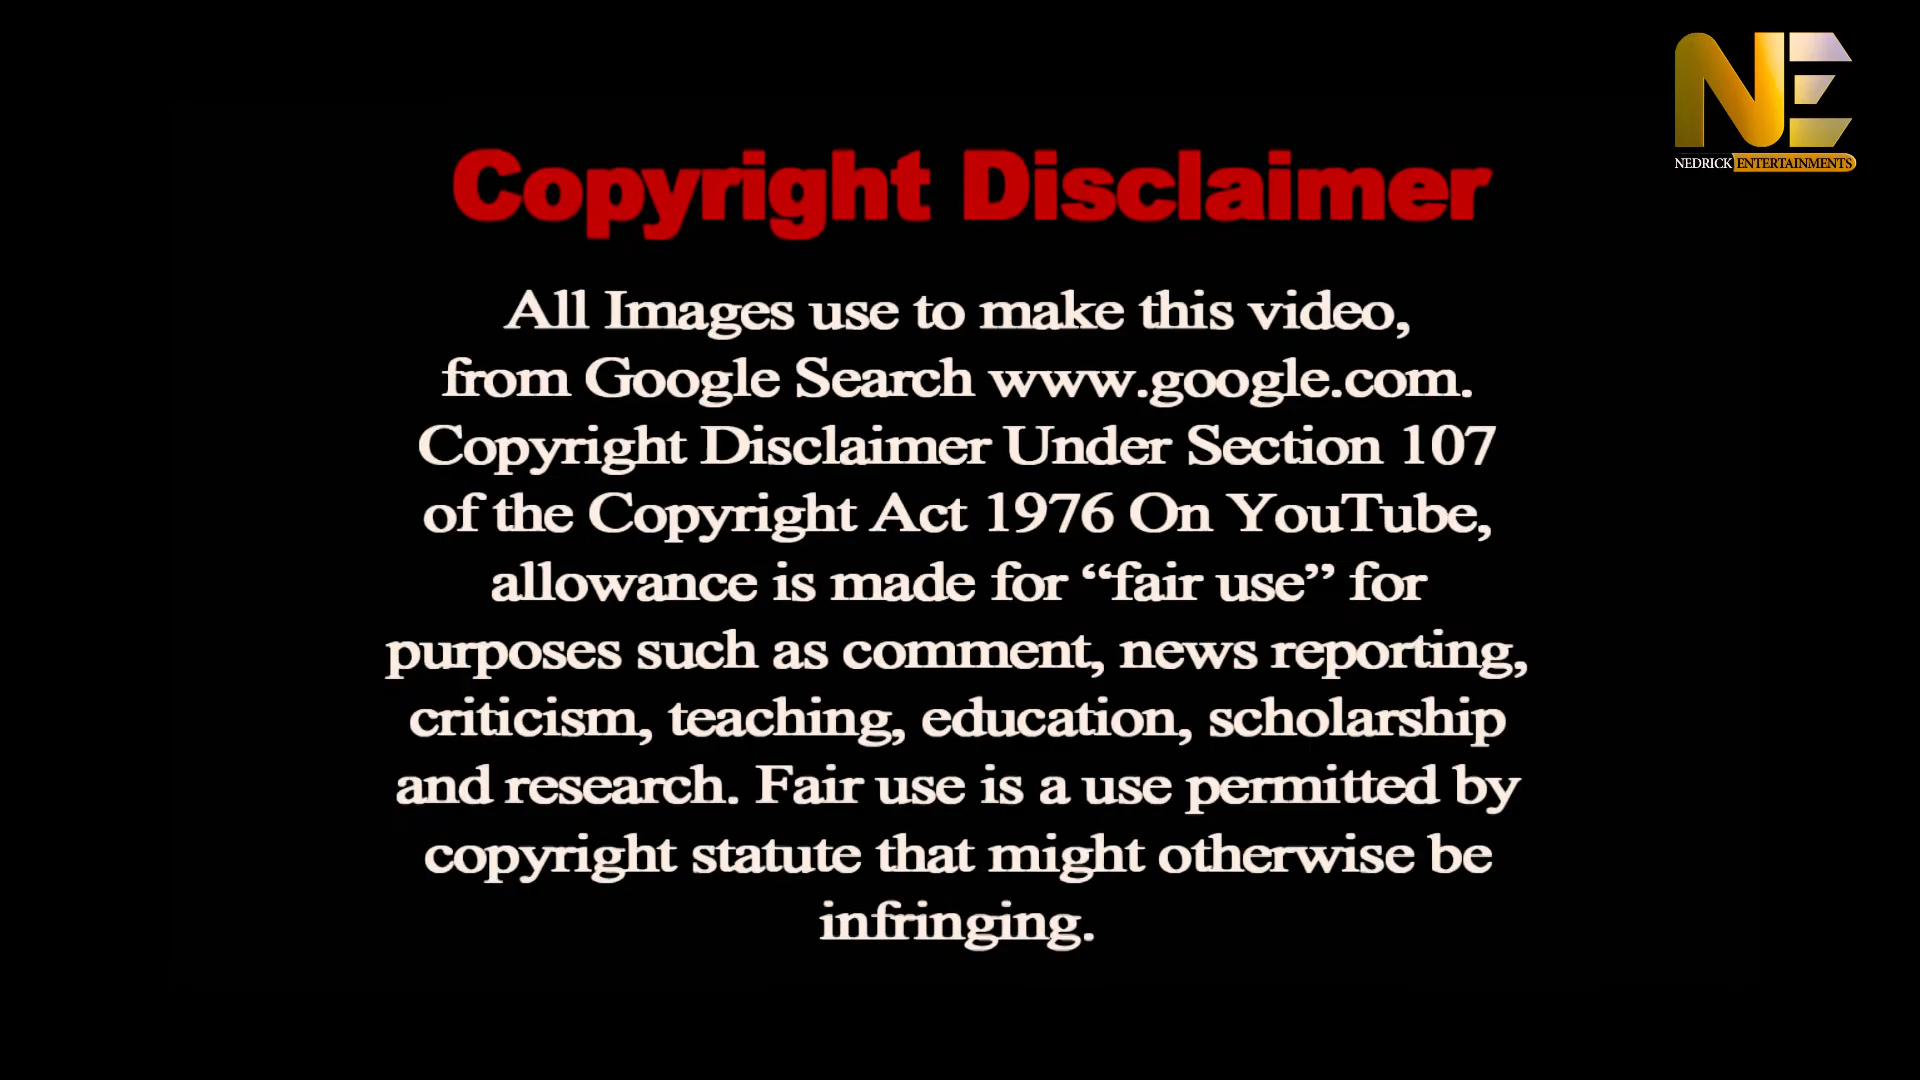 NE
NEDRICK ENTERTAINMENTS
Copyright Disclaimer
All Images use to make this video,
from Google Search www.google.com.
Copyright Disclaimer Under Section 107
of the Copyright Act 1976 On YouTube,
allowance is made for “fair use” for
purposes such as comment, news reporting,
criticism, teaching, education, scholarship
and research. Fair use is a use permitted by
copyright statute that might otherwise be
infringing.